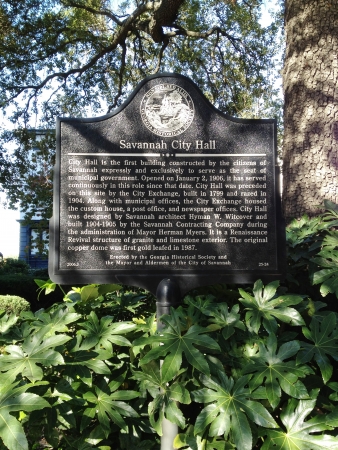 Savannah City Hall
City Hall is the first building constructed by the citizens of
Savannah expressly and exclusively to serve as the seat of
municipal government. Opened on January 2, 1906, it has served
continuously in this role since that date. City Hall was preceded
on this site by the City Exchange, built in 1799 and razed in
1904. Along with municipal offices, the City Exchange housed
the custom house, a post office, and newspaper offices. City Hall
was designed by Savannah architect Hyman W. Witcover and
built 1904-1905 by the Savannah Contracting Company during
the administration of Mayor Herman Myers. It is a Renaissance
Revival structure of granite and limestone exterior. The original
copper dome was first gold leafed in 1987.
Erected by the Georgia Historical Society and
the Mayor and Aldermen of the City of Savannah
25-24